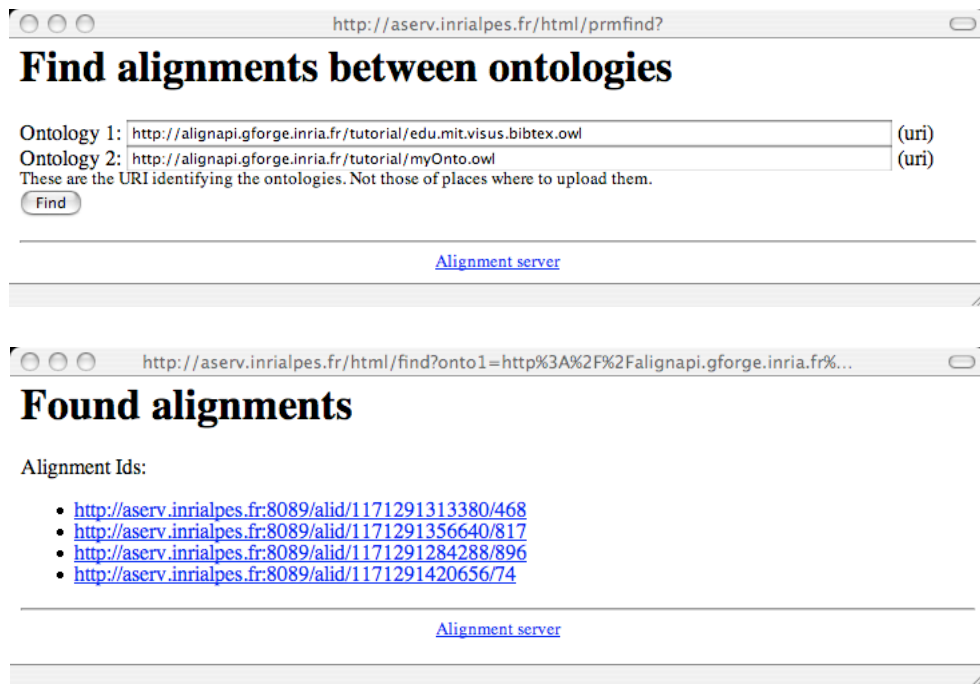 http://aserv.inrialpes.fr/html/prmfind?
Find alignments between ontologies
Ontology 1: http://alignapi.gforge.inria.fr/tutorial/edu.mit.visus.bibtex.owl (uri)
Ontology 2: http://alignapi.gforge.inria.fr/tutorial/myOnto.owl (uri)
These are the URI identifying the ontologies. Not those of places where to upload them.
Find
Alignment server
http://aserv.inrialpes.fr/html/find?onto1=http%3A%2F%2Falignapi.gforge.inria.fr%...
Found alignments
Alignment Ids:
• http://aserv.inrialpes.fr:8089/alid/1171291313380/468
• http://aserv.inrialpes.fr:8089/alid/1171291356640/817
• http://aserv.inrialpes.fr:8089/alid/1171291284288/896
• http://aserv.inrialpes.fr:8089/alid/1171291420656/74
Alignment server